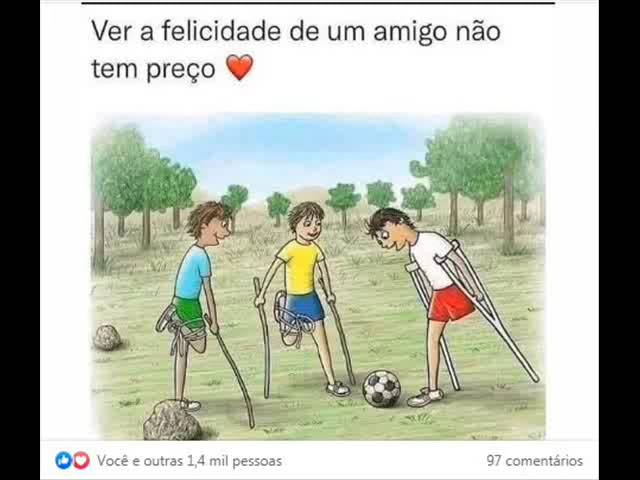 Ver a felicidade de um amigo não
tem preço ❤️
Você e outras 1,4 mil pessoas 97 comentários